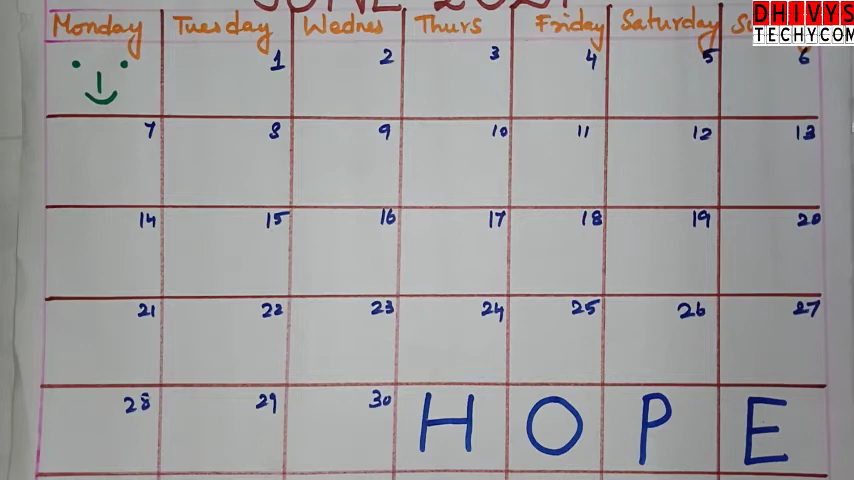 JUNE 2021
Monday Tuesday Wednes Thurs Friday Saturday
DHIVYS
TECHYCOM
1 2 3 4 5 6
7 8 9 10 11 12 13
14 15 16 17 18 19 20
21 22 23 24 25 26 27
28 29 30 H O P E